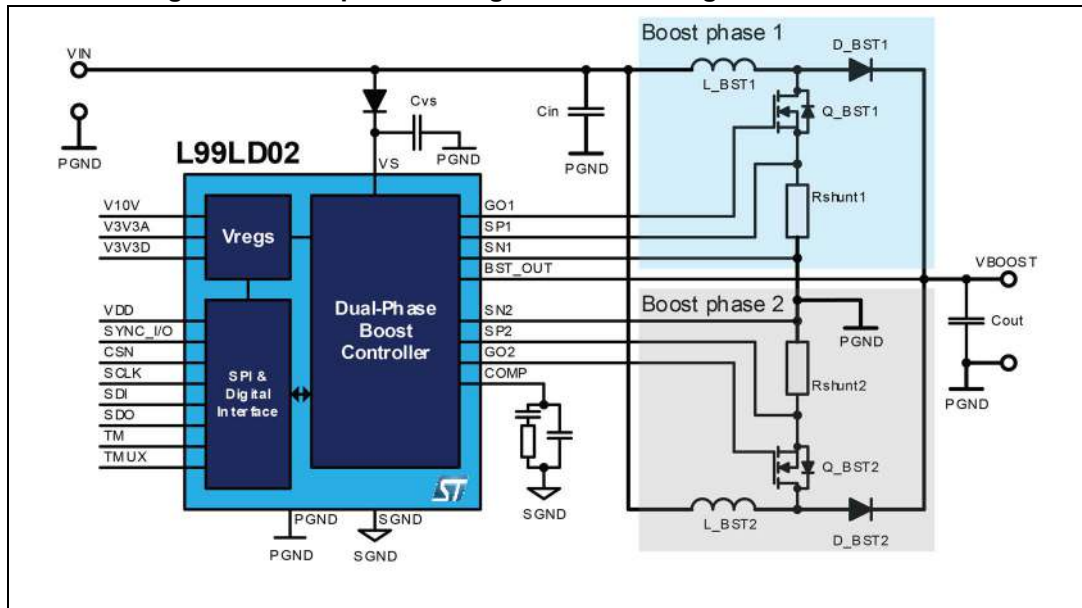 Boost phase 1
VIN
D_BST1
L_BST1
Cvs
Cin
Q_BST1
PGND
L99LD02
VS
PGND
PGND
V10V
V3V3A
V3V3D
Vregs
GO1
SP1
SN1
BST_OUT
Rshunt1
VBOOST
Dual-Phase
Boost
Controller
Boost phase 2
VDD
SYNC_I/O
CSN
SCLK
SDI
SDO
TM
TMUX
SPI &
Digital
Interface
SN2
SP2
GO2
COMP
PGND
Cout
Rshunt2
PGND
Q_BST2
ST
SGND
L_BST2
D_BST2
PGND
SGND
PGND
SGND